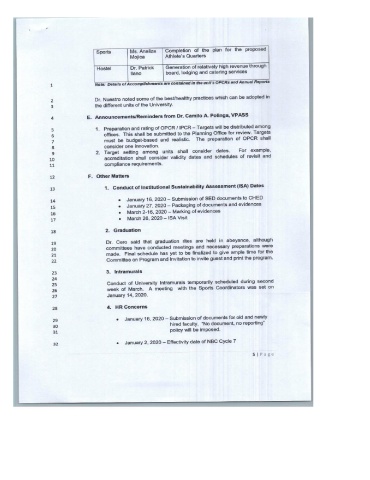 Sports Ms. Analiza Completion of the plan for the proposed
Mojica Athlete's Quarters
Hostel Dr. Patrick Generation of relatively high revenue through
board, lodging and catering services
1 Note: Details of Accomplishments are contained in the unit's OPCRs and Annual Reports
2 Dr. Nuestro noted some of the best/healthy practices which can be adopted in
3 the different units of the University.
4 E. Announcements/Reminders from Dr. Camilo A. Polinga, VPASS
5 1. Preparation and rating of OPCR / IPCR – Targets will be distributed among
6 offices. This shall be submitted to the Planning Office for review. Targets
7 must be budget-based and realistic. The preparation of OPCR shall
8 consider one innovation.
9 2. Target setting among units shall consider dates. For example,
10 accreditation shall consider validity dates and schedules of revisit and
11 compliance requirements.
12 F. Other Matters
13 1. Conduct of Institutional Sustainability Assessment (ISA) Dates
14 • January 16, 2020 – Submission of SED documents to CHED
15 • January 27, 2020 – Packaging of documents and evidences
16 • March 2-18, 2020 – Marking of evidences
17 • March 26, 2020 – ISA Visit
18 2. Graduation
19 Dr. Cero said that graduation rites are held in abeyance, although
20 committees have conducted meetings and necessary preparations were
21 made. Final schedule has yet to be finalized to give ample time for the
22 Committee on Program and Invitation to invite guest and print the program.
23 3. Intramurals
24
25 Conduct of University Intramurals temporarily scheduled during second
26 week of March. A meeting with the Sports Coordinators was set on
27 January 14, 2020.
28 4. HR Concerns
29 • January 16, 2020 – Submission of documents for old and newly
30 hired faculty. "No document, no reporting"
31 policy will be imposed.
32 • January 2, 2020 – Effectivity date of NBC Cycle 7
5 | P a g e